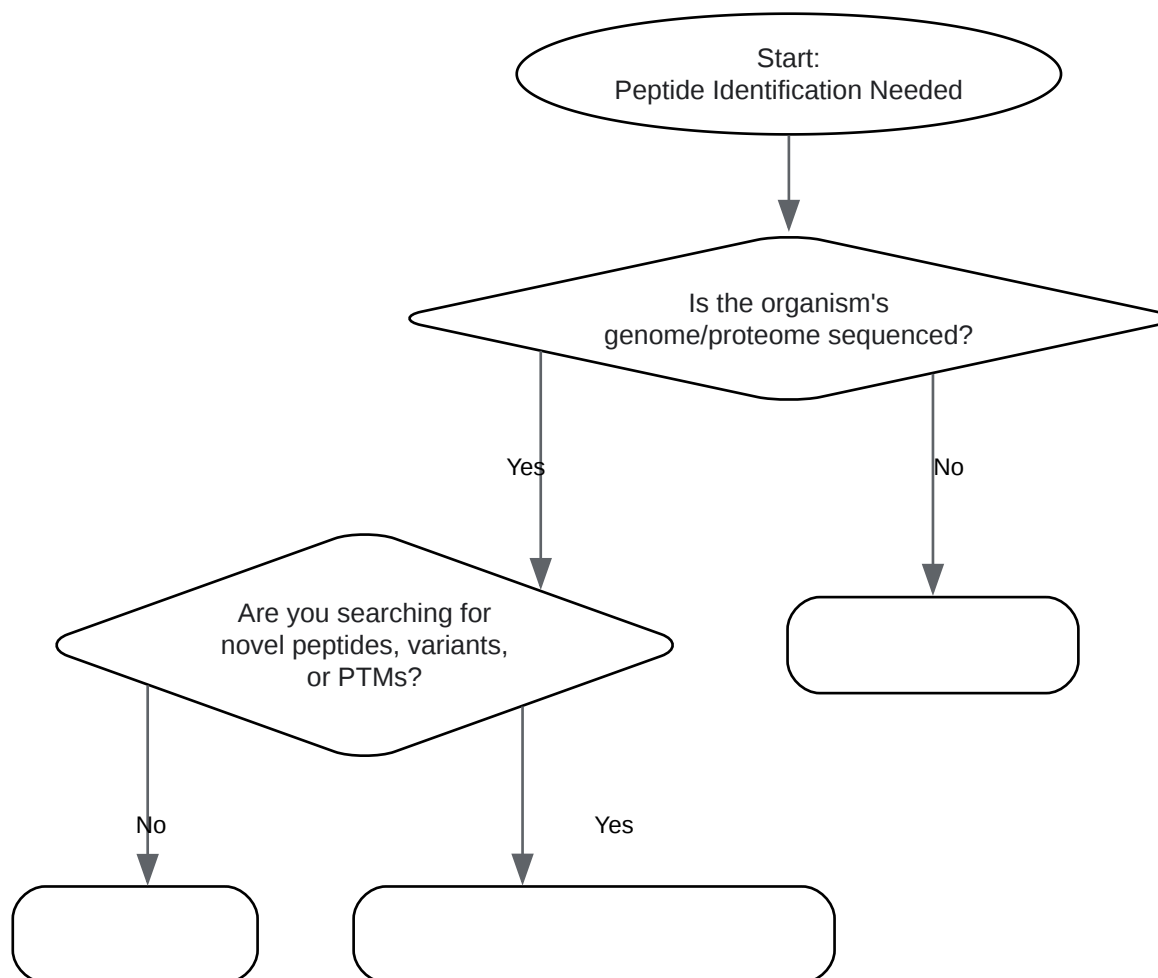 Start:
Peptide Identification Needed
Is the organism's
genome/proteome sequenced?
Yes
No
Are you searching for
novel peptides, variants,
or PTMs?
No
Yes